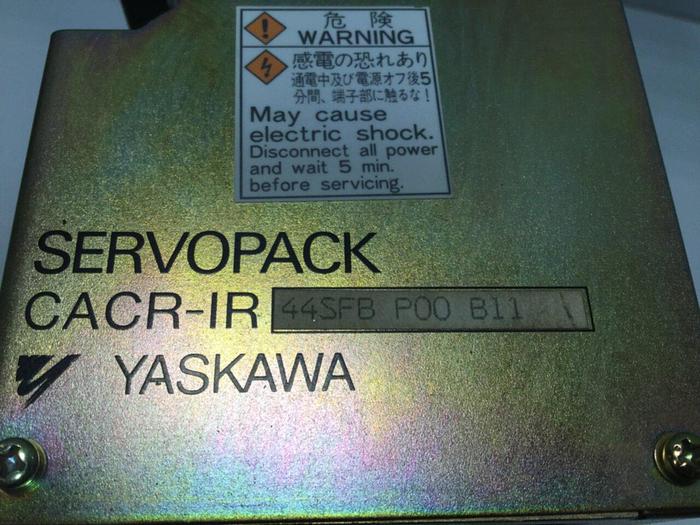 危 険
WARNING
感電の恐れあり
通電中及び電源オフ後5
分間、端子部に触るな!
May cause
electric shock.
Disconnect all power
and wait 5 min.
before servicing.
SERVOPACK
CACR-IR 44SFB P00 B11
YASKAWA